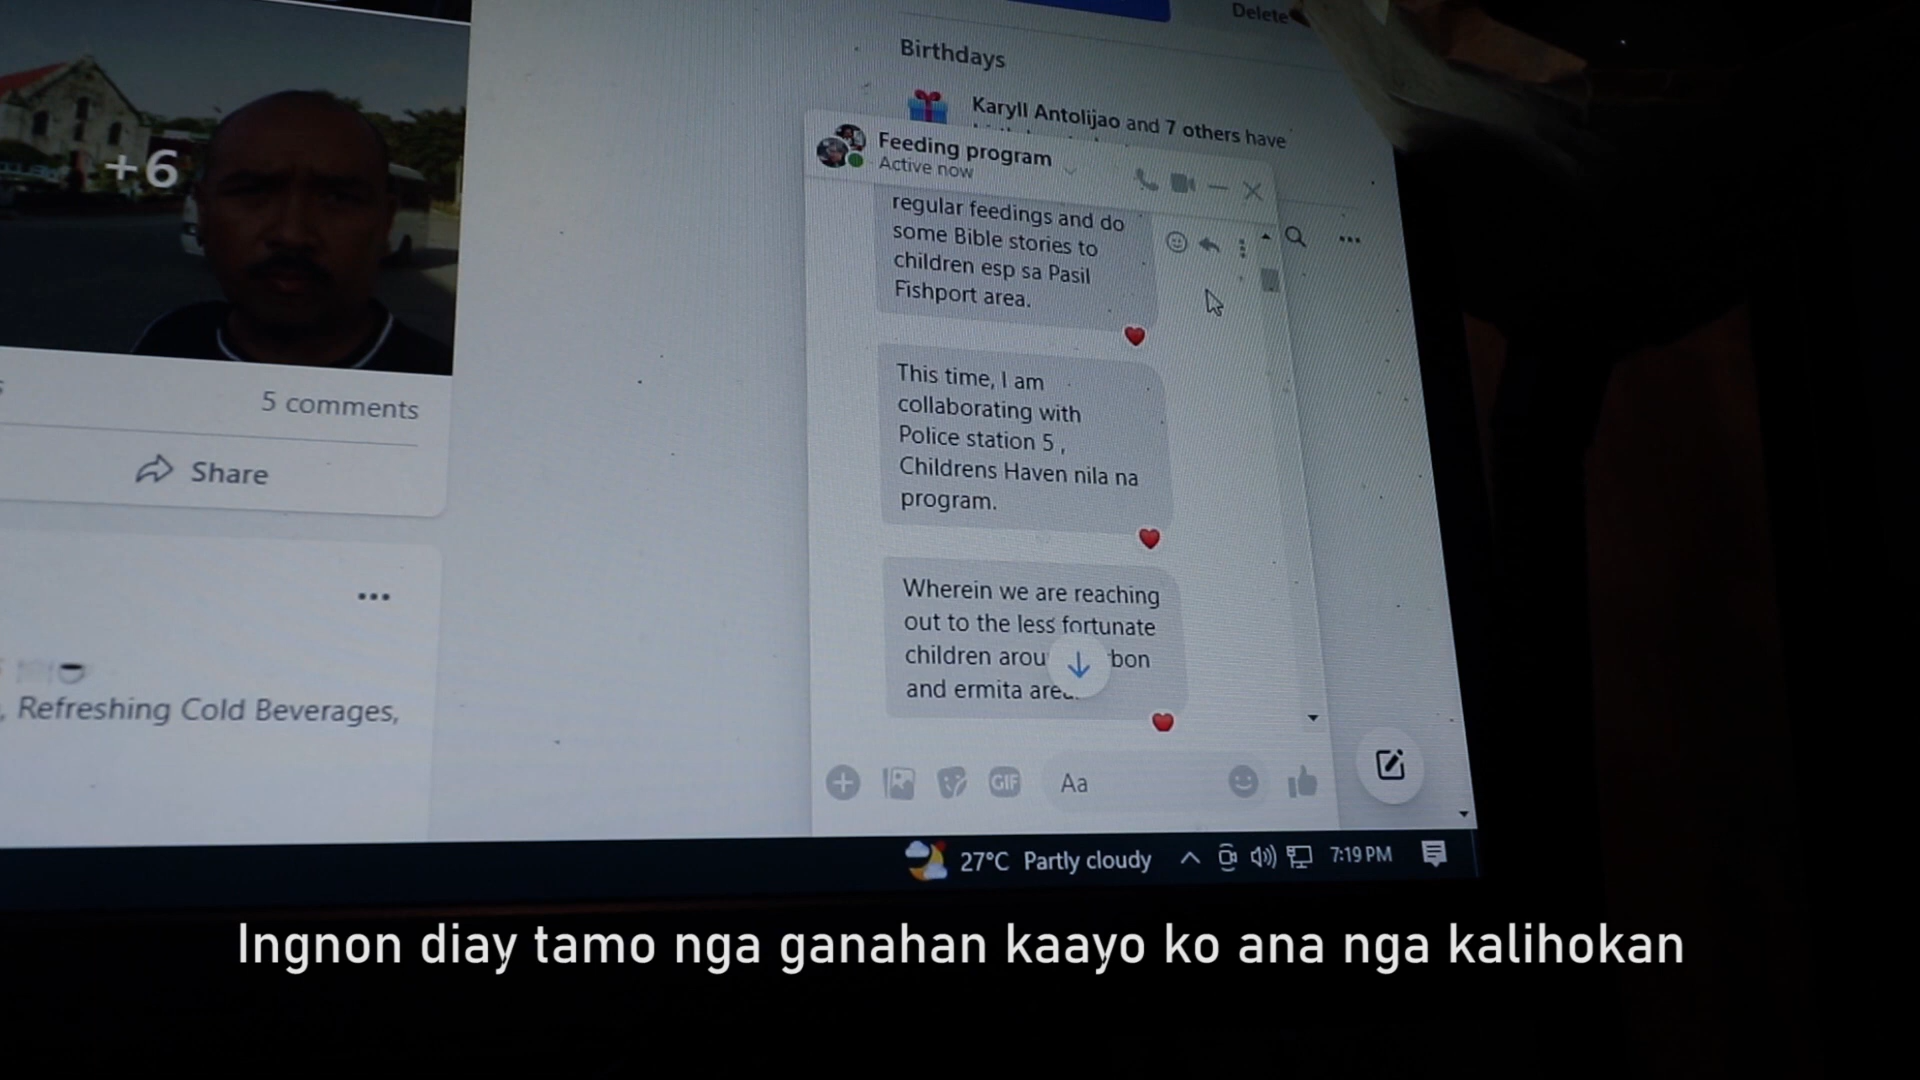 Delete
Birthdays
Karyll Antolijao and 7 others have
+6
Feeding program
Active now
regular feedings and do
some Bible stories to
children esp sa Pasil
Fishport area.
This time, I am
collaborating with
Police station 5 ,
Childrens Haven nila na
program.
Wherein we are reaching
out to the less fortunate
children
and ermita
GIF
Aa
5 comments
Share
Refreshing Cold Beverages,
27°C Partly cloudy
7:19 PM
Ingnon diay tamo nga ganahan kaayo ko ana nga kalihokan